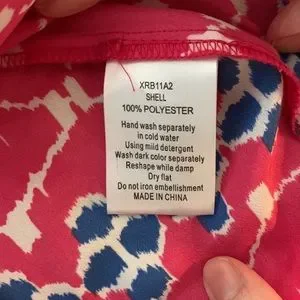 XRB11A2
SHELL
100% POLYESTER
Hand wash separately
in cold water
Using mild detergent
Wash dark color separately
Reshape while damp
Dry flat
Do not iron embellishment
MADE IN CHINA